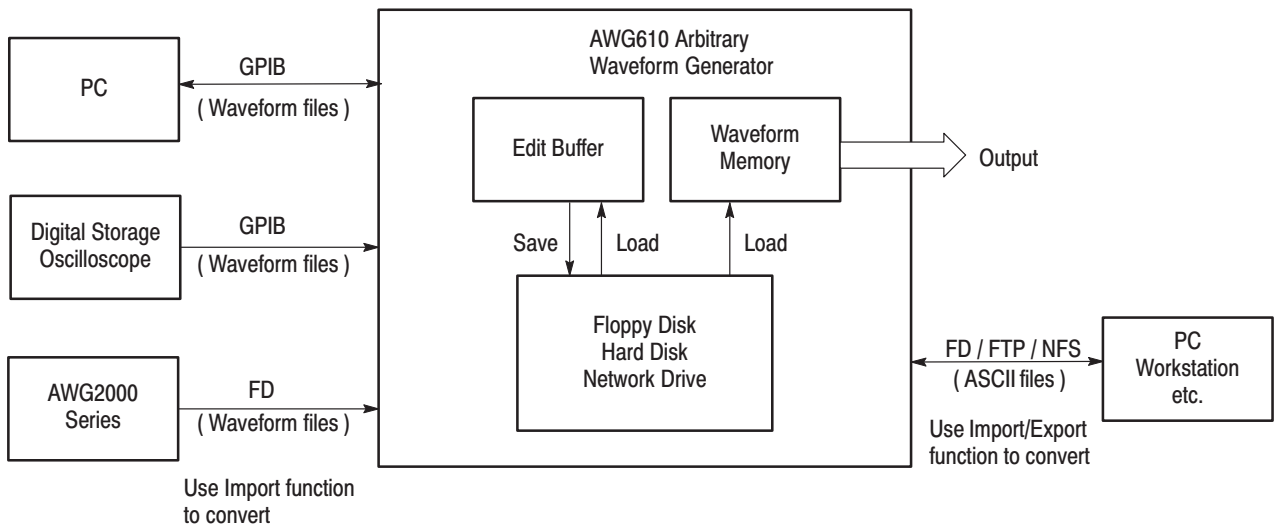 AWG610 Arbitrary
Waveform Generator
PC
GPIB
( Waveform files )
Edit Buffer
Waveform
Memory
Output
Digital Storage
Oscilloscope
GPIB
( Waveform files )
Save
Load
Load
Floppy Disk
Hard Disk
Network Drive
FD / FTP / NFS
( ASCII files )
PC
Workstation
etc.
AWG2000
Series
FD
( Waveform files )
Use Import/Export
function to convert
Use Import function
to convert